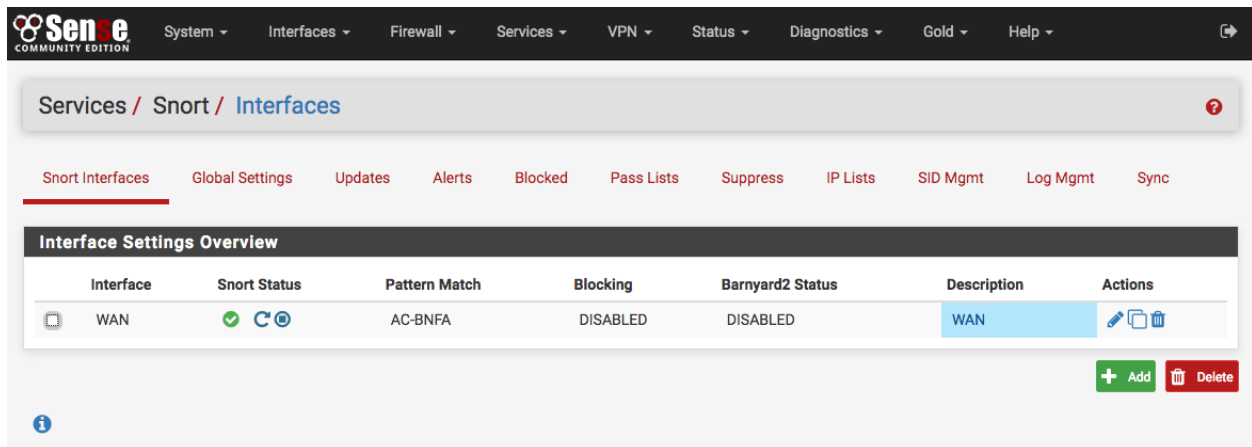 Sense
COMMUNITY EDITION
System Interfaces Firewall Services VPN Status Diagnostics Gold Help
Services / Snort / Interfaces
Snort Interfaces Global Settings Updates Alerts Blocked Pass Lists Suppress IP Lists SID Mgmt Log Mgmt Sync
Interface Settings Overview
Interface Snort Status Pattern Match Blocking Barnyard2 Status Description Actions
WAN AC-BNFA DISABLED DISABLED WAN
Add Delete